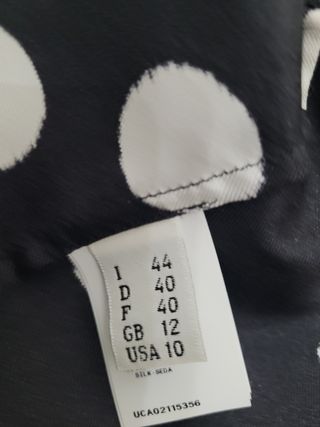 I 44
D 40
F 40
GB 12
USA 10
SILK-SEDA
UCA02115356